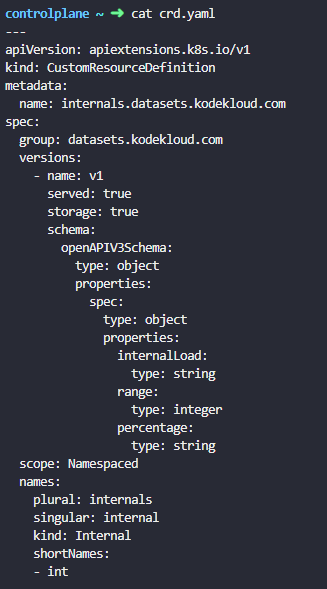 controlplane ~ ➜ cat crd.yaml
---
apiVersion: apiextensions.k8s.io/v1
kind: CustomResourceDefinition
metadata:
  name: internals.datasets.kodekloud.com
spec:
  group: datasets.kodekloud.com
  versions:
    - name: v1
      served: true
      storage: true
      schema:
        openAPIV3Schema:
          type: object
          properties:
            spec:
              type: object
              properties:
                internalLoad:
                  type: string
                range:
                  type: integer
                percentage:
                  type: string
  scope: Namespaced
  names:
    plural: internals
    singular: internal
    kind: Internal
    shortNames:
    - int